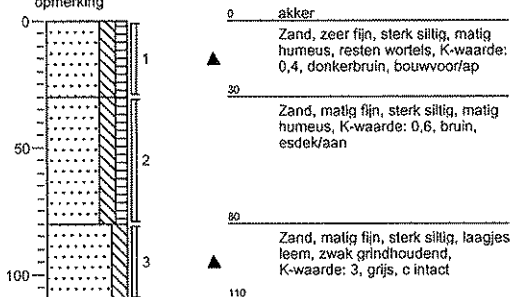 opmerking
0
akker
Zand, zeer fijn, sterk siltig, matig
humeus, resten wortels, K-waarde:
0,4, donkerbruin, bouwvoor/ap
1
30
Zand, matig fijn, sterk siltig, matig
humeus, K-waarde: 0,6, bruin,
esdek/aan
50
2
80
Zand, matig fijn, sterk siltig, laagjes
leem, zwak grindhoudend,
K-waarde: 3, grijs, c intact
3
100
110
0